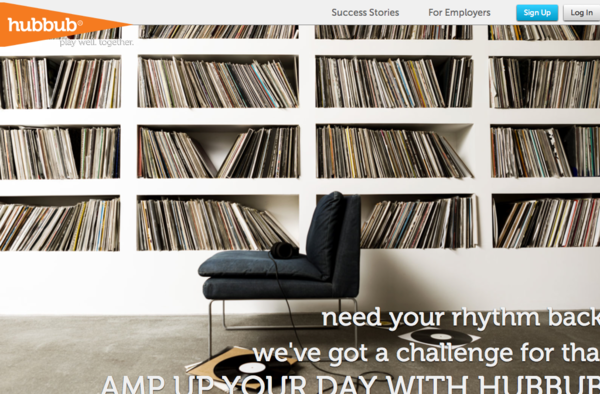 hubbub®
play well. together.
Success Stories
For Employers
Sign Up
Log In
need your rhythm back
we've got a challenge for tha
AMP UP YOUR DAY WITH HUBBUB